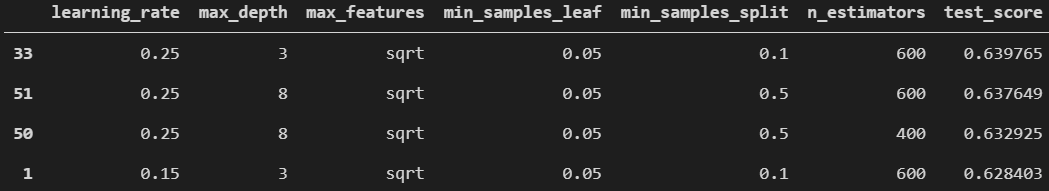 learning_rate max_depth max_features min_samples_leaf min_samples_split n_estimators test_score
33 0.25 3 sqrt 0.05 0.1 600 0.639765
51 0.25 8 sqrt 0.05 0.5 600 0.637649
50 0.25 8 sqrt 0.05 0.5 400 0.632925
1 0.15 3 sqrt 0.05 0.1 600 0.628403